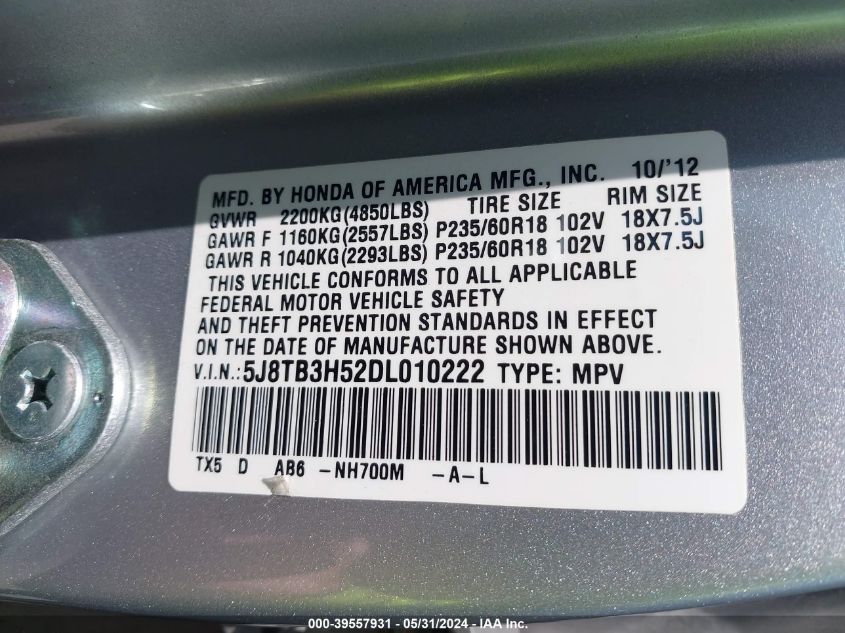 MFD. BY HONDA OF AMERICA MFG., INC. 10/'12
GVWR 2200KG(4850LBS) TIRE SIZE RIM SIZE
GAWR F 1160KG(2557LBS) P235/60R18 102V 18X7.5J
GAWR R 1040KG(2293LBS) P235/60R18 102V 18X7.5J
THIS VEHICLE CONFORMS TO ALL APPLICABLE
FEDERAL MOTOR VEHICLE SAFETY
AND THEFT PREVENTION STANDARDS IN EFFECT
ON THE DATE OF MANUFACTURE SHOWN ABOVE.
V.I.N.:5J8TB3H52DL010222 TYPE: MPV
TX5 D AB6 -NH700M -A-L
000-39557931 - 05/31/2024 - IAA, Inc.